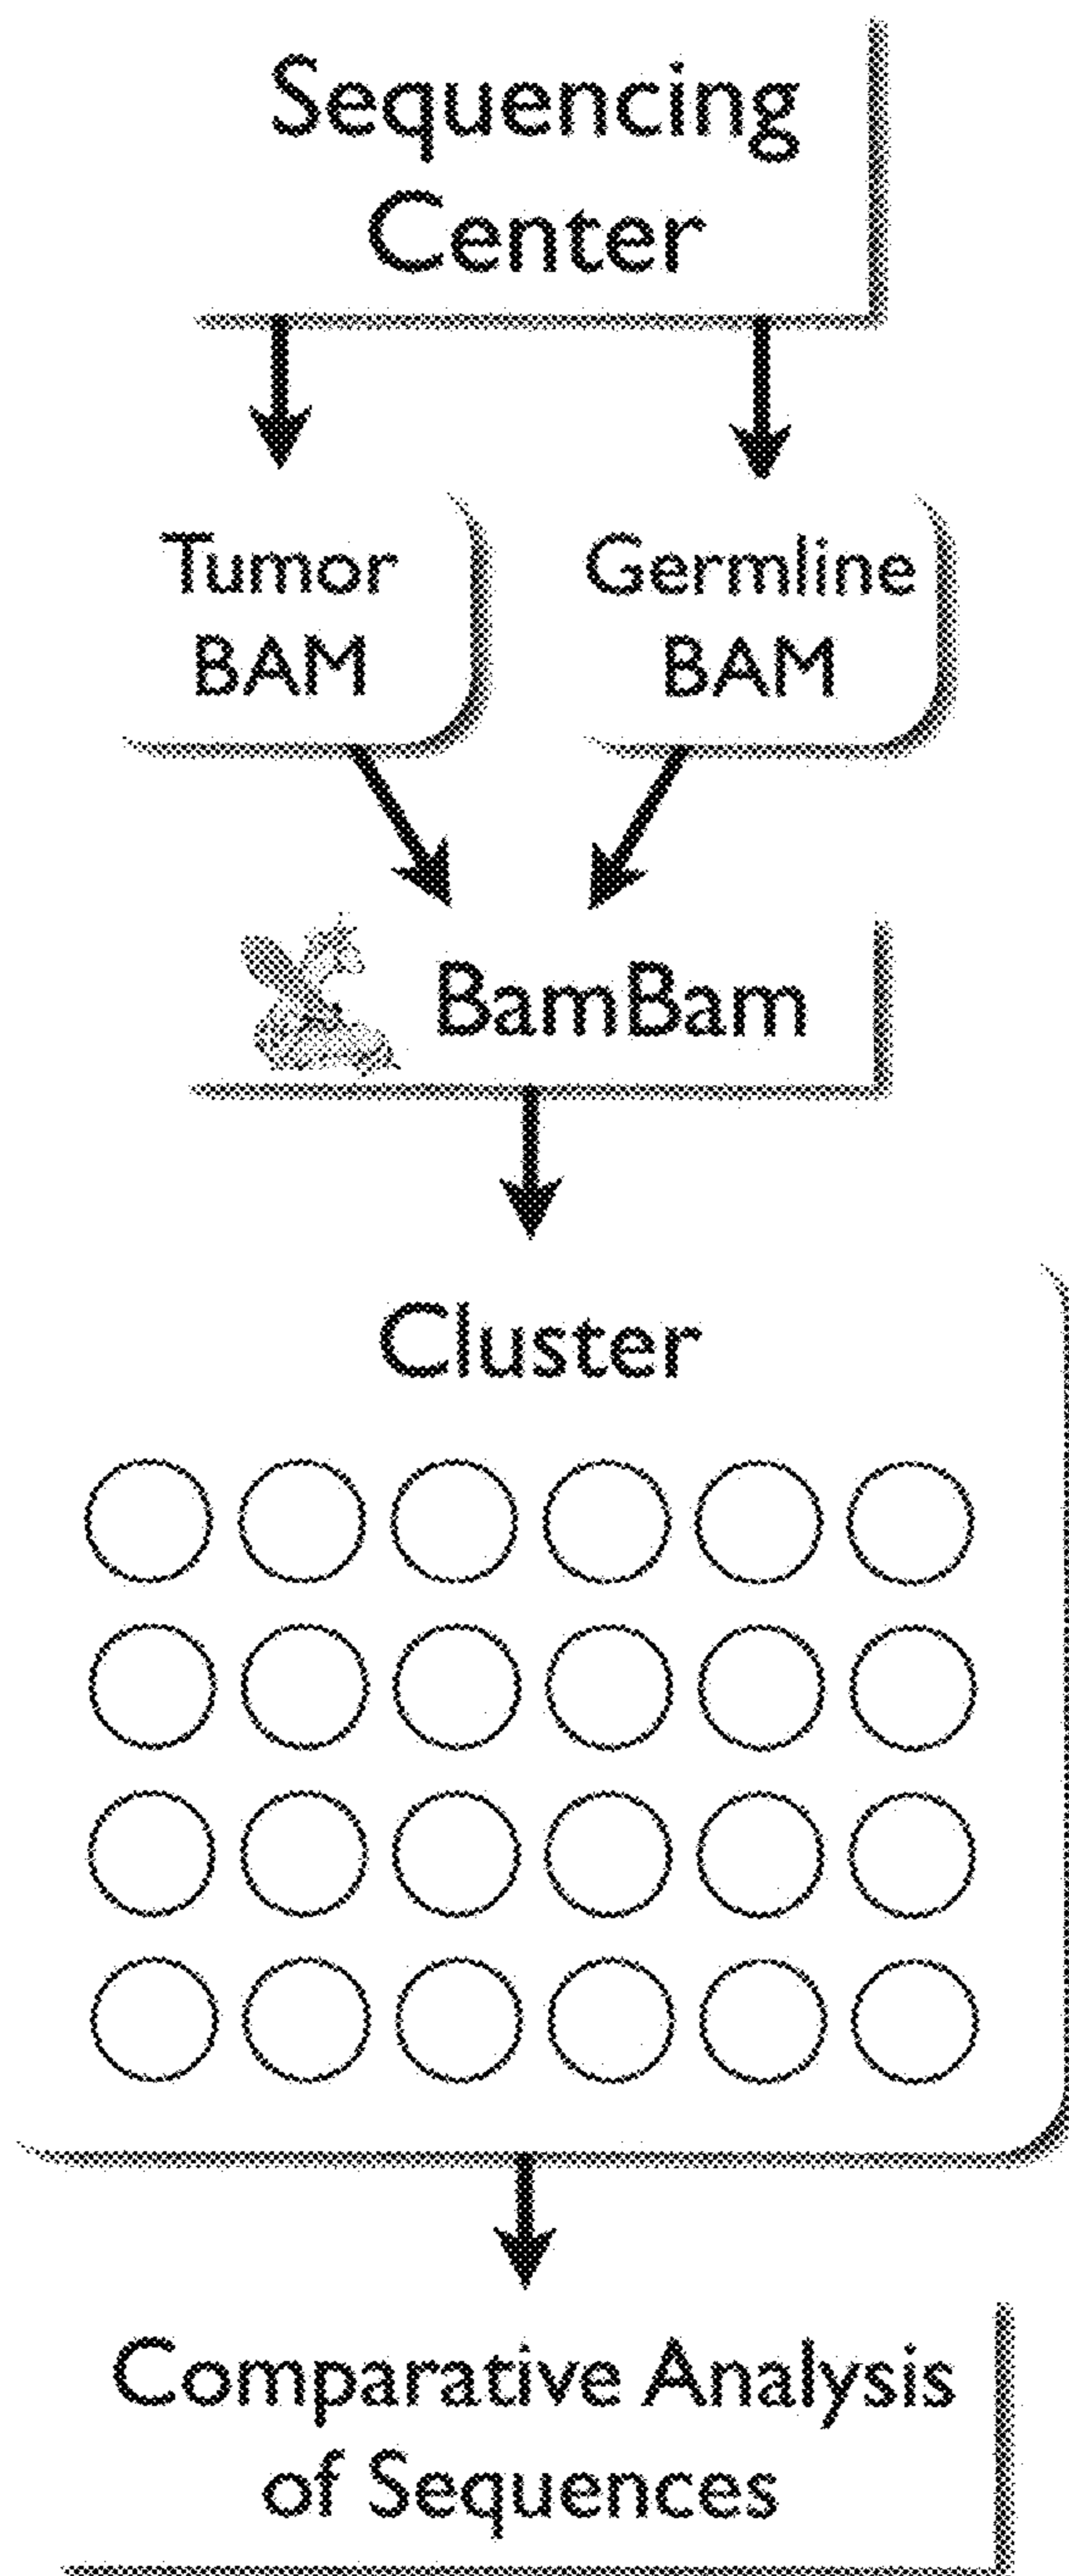 Sequencing
Center
Tumor
BAM
Germline
BAM
BamBam
Cluster
Comparative Analysis
of Sequences